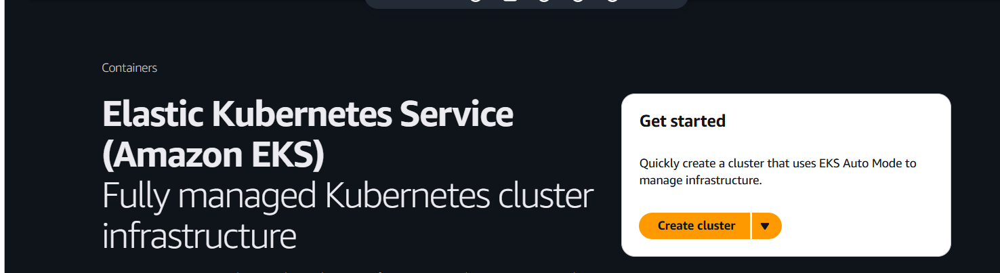 Containers
Elastic Kubernetes Service
(Amazon EKS)
Fully managed Kubernetes cluster
infrastructure
Get started
Quickly create a cluster that uses EKS Auto Mode to
manage infrastructure.
Create cluster